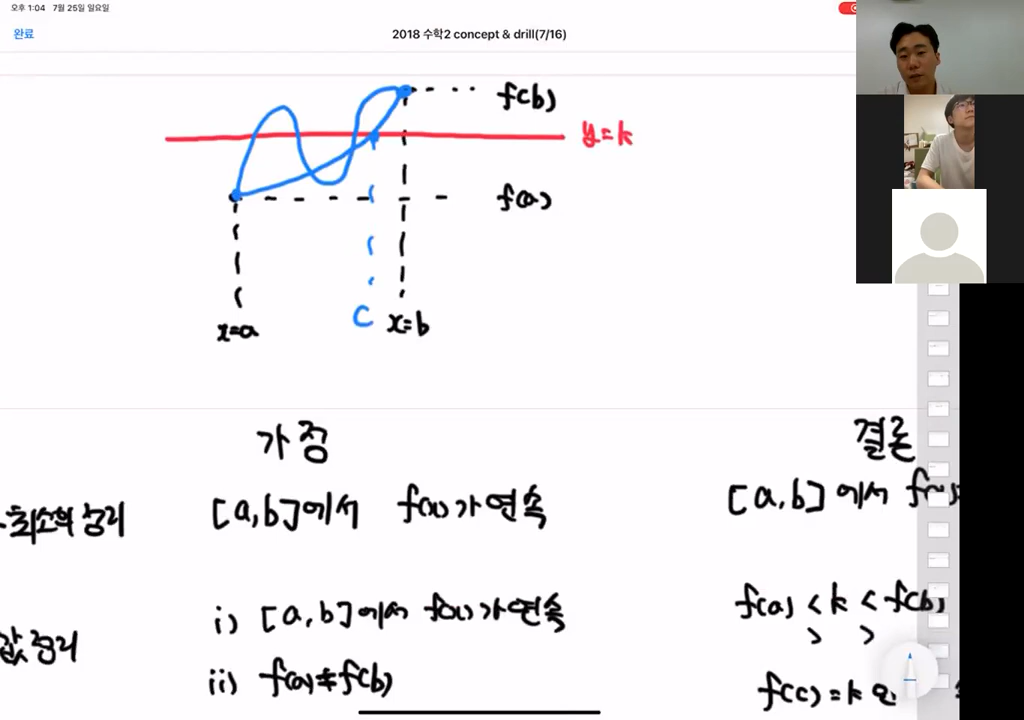 오후 1:04 7월 25일 일요일
완료
2018 수학2 concept & drill(7/16)
f(b)
y=k
f(a)
C
x=a x=b
가정 결론
최소의 정리 [a,b]에서 f(x)가 연속 [a,b]에서
i) [a,b]에서 f(x)가 연속 f(a) < k < f(b)
값 정리 > >
ii) f(a)≠f(b) f(c)=k 인